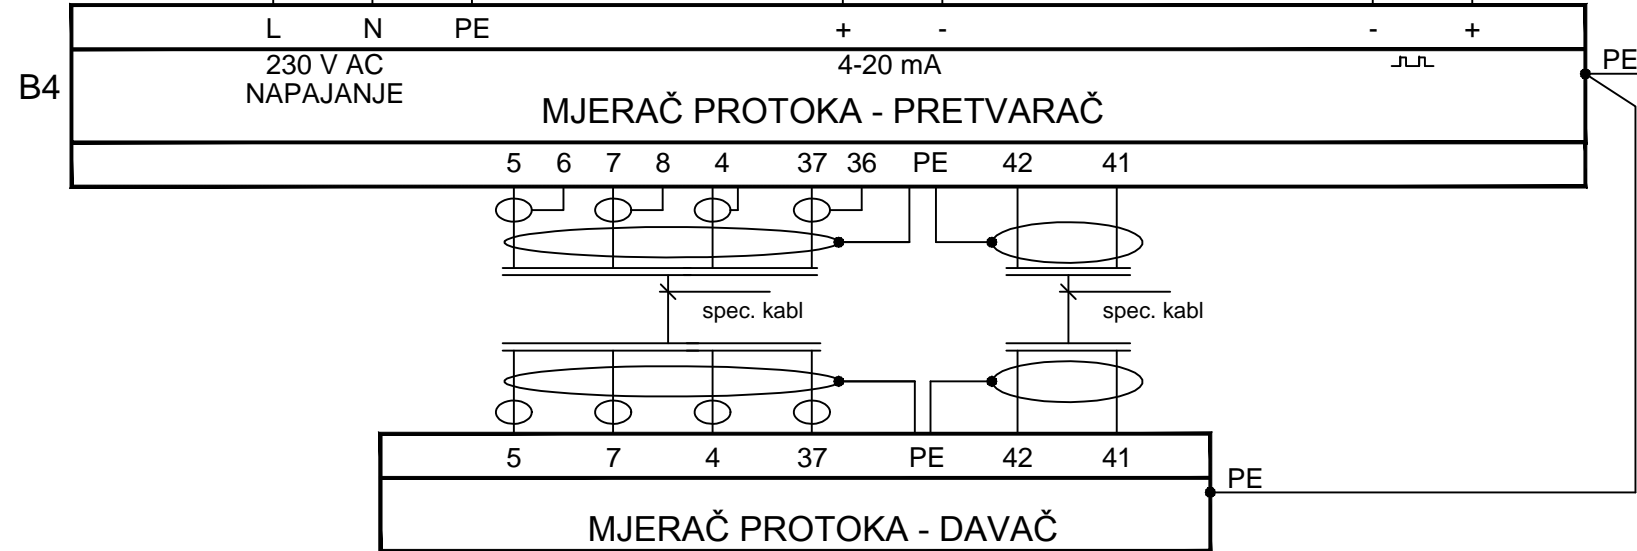 L N PE + - - +
230 V AC 4-20 mA PE
B4
NAPAJANJE
MJERAČ PROTOKA - PRETVARAČ
5 6 7 8 4 37 36 PE 42 41
spec. kabl spec. kabl
5 7 4 37 PE 42 41
PE
MJERAČ PROTOKA - DAVAČ